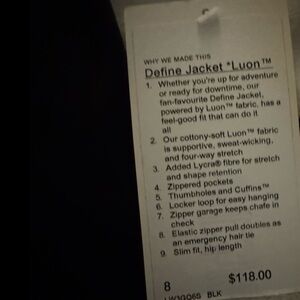 WHY WE MADE THIS
Define Jacket *Luon™
1. Whether you're up for adventure
or ready for downtime, our
fan-favourite Define Jacket,
powered by Luon™ fabric, has a
feel-good fit that can do it
all
2. Our cottony-soft Luon™ fabric
is supportive, sweat-wicking,
and four-way stretch
3. Added Lycra® fibre for stretch
and shape retention
4. Zippered pockets
5. Thumbholes and Cuffins™
6. Locker loop for easy hanging
7. Zipper garage keeps chafe in
check
8. Elastic zipper pull doubles as
an emergency hair tie
9. Slim fit, hip length
8 $118.00
BLK